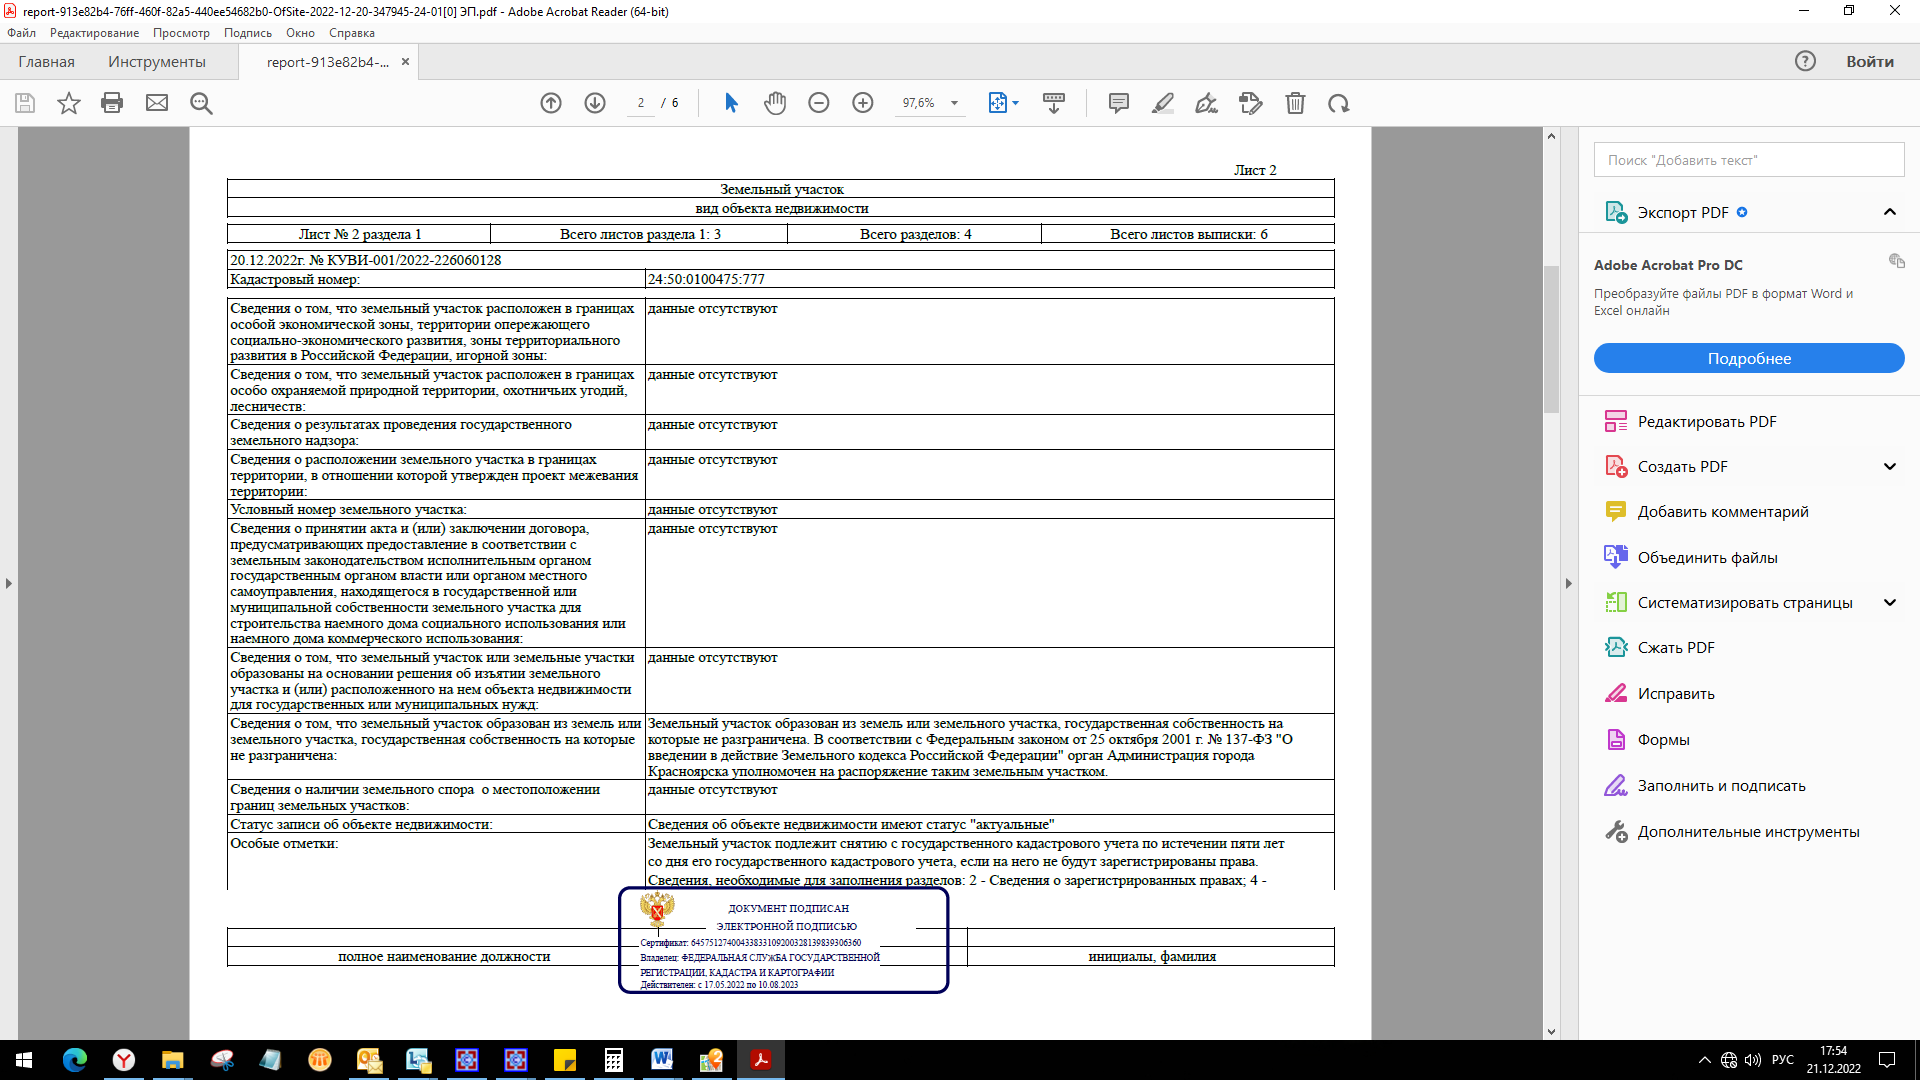 report-913e82b4-76ff-460f-82a5-440ee54682b0-OfSite-2022-12-20-347945-24-01[0] ЭП.pdf - Adobe Acrobat Reader (64-bit)
Файл Редактирование Просмотр Подпись Окно Справка
Главная Инструменты report-913e82b4-... × Войти
2 / 6 97,6%
Лист 2
Земельный участок
вид объекта недвижимости
Лист № 2 раздела 1 Всего листов раздела 1: 3 Всего разделов: 4 Всего листов выписки: 6
20.12.2022г. № КУВИ-001/2022-226060128
Кадастровый номер: 24:50:0100475:777
Сведения о том, что земельный участок расположен в границах данные отсутствуют
особой экономической зоны, территории опережающего
социально-экономического развития, зоны территориального
развития в Российской Федерации, игорной зоны:
Сведения о том, что земельный участок расположен в границах данные отсутствуют
особо охраняемой природной территории, охотничьих угодий,
лесничеств:
Сведения о результатах проведения государственного данные отсутствуют
земельного надзора:
Сведения о расположении земельного участка в границах данные отсутствуют
территории, в отношении которой утвержден проект межевания
территории:
Условный номер земельного участка: данные отсутствуют
Сведения о принятии акта и (или) заключении договора, данные отсутствуют
предусматривающих предоставление в соответствии с
земельным законодательством исполнительным органом
государственным органом власти или органом местного
самоуправления, находящегося в государственной или
муниципальной собственности земельного участка для
строительства наемного дома социального использования или
наемного дома коммерческого использования:
Сведения о том, что земельный участок или земельные участки данные отсутствуют
образованы на основании решения об изъятии земельного
участка и (или) расположенного на нем объекта недвижимости
для государственных или муниципальных нужд:
Сведения о том, что земельный участок образован из земель или Земельный участок образован из земель или земельного участка, государственная собственность на
земельного участка, государственная собственность на которые которые не разграничена. В соответствии с Федеральным законом от 25 октября 2001 г. № 137-ФЗ "О
не разграничена: введении в действие Земельного кодекса Российской Федерации" орган Администрация города
Красноярска уполномочен на распоряжение таким земельным участком.
Сведения о наличии земельного спора о местоположении данные отсутствуют
границ земельных участков:
Статус записи об объекте недвижимости: Сведения об объекте недвижимости имеют статус "актуальные"
Особые отметки: Земельный участок подлежит снятию с государственного кадастрового учета по истечении пяти лет
со дня его государственного кадастрового учета, если на него не будут зарегистрированы права.
Сведения, необходимые для заполнения разделов: 2 - Сведения о зарегистрированных правах; 4 -
ДОКУМЕНТ ПОДПИСАН
ЭЛЕКТРОННОЙ ПОДПИСЬЮ
Сертификат: 64575127400433833109200328139839306360
Владелец: ФЕДЕРАЛЬНАЯ СЛУЖБА ГОСУДАРСТВЕННОЙ
РЕГИСТРАЦИИ, КАДАСТРА И КАРТОГРАФИИ
Действителен: с 17.05.2022 по 10.08.2023
полное наименование должности инициалы, фамилия
Поиск "Добавить текст"
Экспорт PDF
Adobe Acrobat Pro DC
Преобразуйте файлы PDF в формат Word и
Excel онлайн
Подробнее
Редактировать PDF
Создать PDF
Добавить комментарий
Объединить файлы
Систематизировать страницы
Сжать PDF
Исправить
Формы
Заполнить и подписать
Дополнительные инструменты
РУС
17:54
21.12.2022